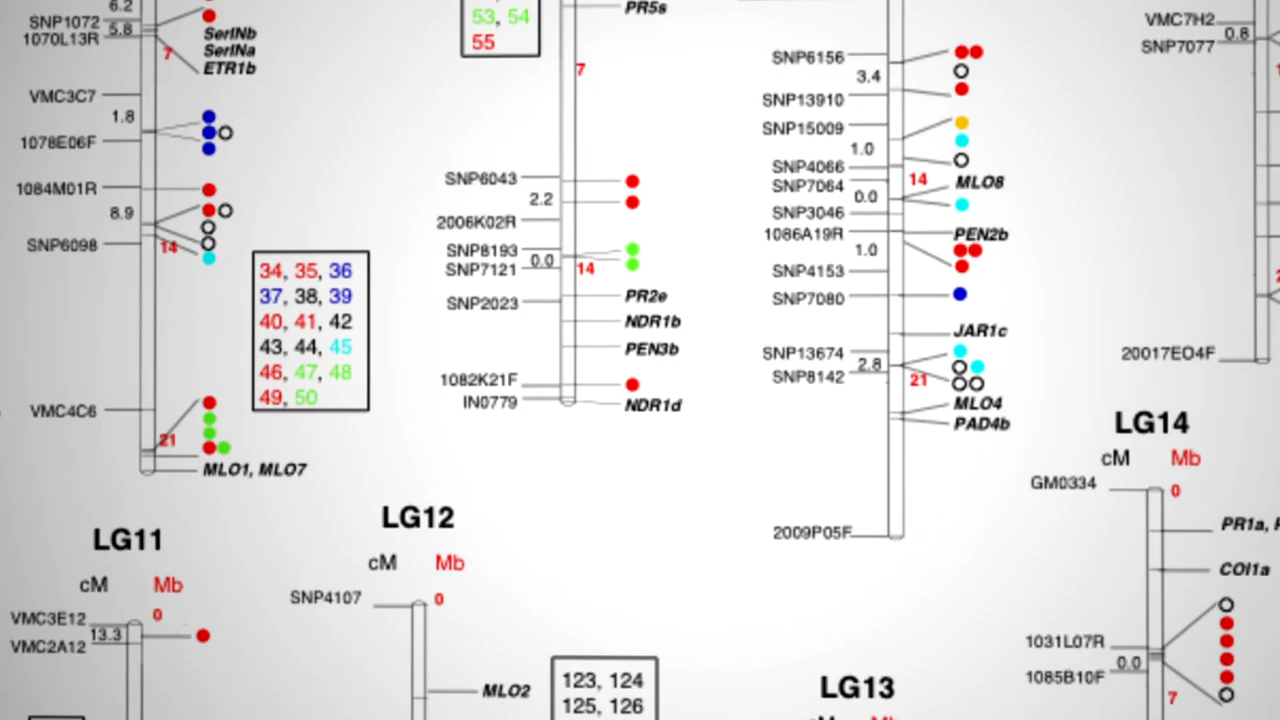 6.2
SNP1072
5.8
1070L13R
SerINb
SerINa
7
ETR1b
VMC3C7
1.8
1078E06F
1084M01R
8.9
SNP6098
14
34, 35, 36
37, 38, 39
40, 41, 42
43, 44, 45
46, 47, 48
49, 50
VMC4C6
21
MLO1, MLO7
PR5s
53, 54
55
7
SNP6043
2.2
2006K02R
SNP8193
0.0
SNP7121
14
SNP2023
PR2e
NDR1b
PEN3b
1082K21F
IN0779
NDR1d
SNP6156
3.4
SNP13910
SNP15009
1.0
SNP4066
SNP7064
14
MLO8
0.0
SNP3046
1086A19R
PEN2b
1.0
SNP4153
SNP7080
JAR1c
SNP13674
2.8
SNP8142
21
MLO4
PAD4b
2009P05F
VMC7H2
0.8
SNP7077
20017EO4F
LG11
cM Mb
VMC3E12
0
13.3
VMC2A12
LG12
cM Mb
SNP4107
0
MLO2
123, 124
125, 126
LG13
LG14
cM Mb
GM0334
0
PR1a,
COI1a
1031L07R
0.0
1085B10F
7